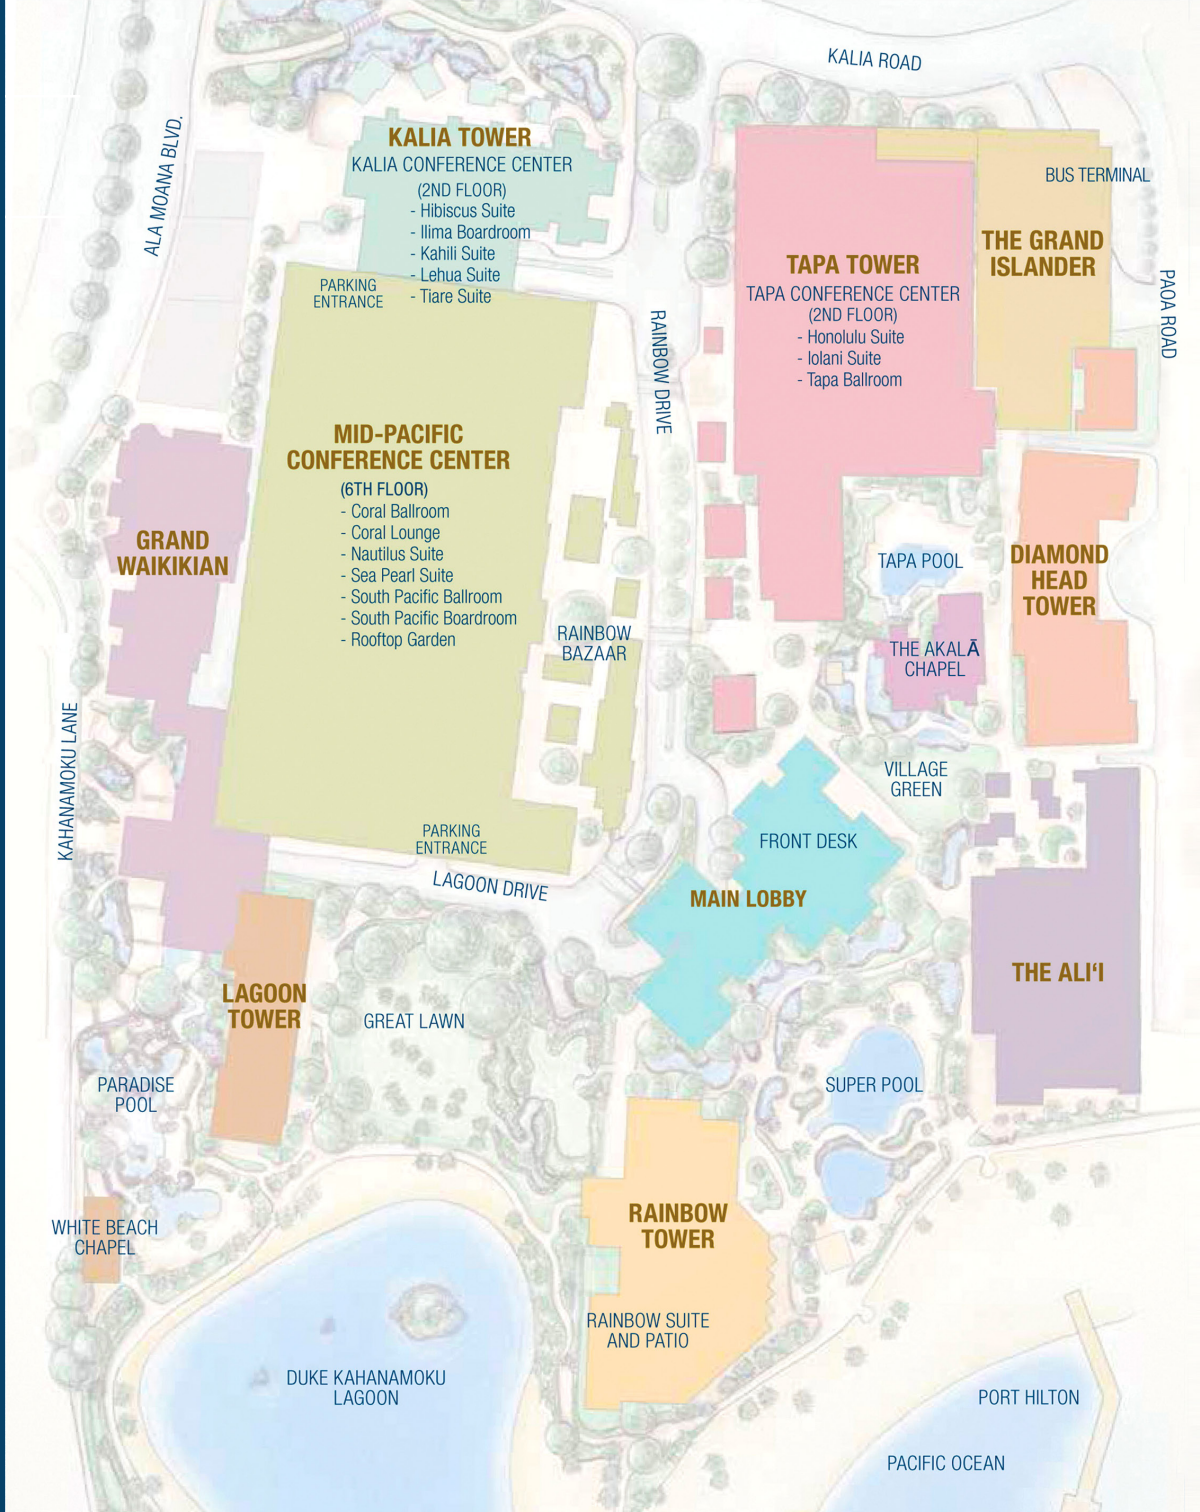 KALIA ROAD
ALA MOANA BLVD.
KALIA TOWER
KALIA CONFERENCE CENTER
(2ND FLOOR)
- Hibiscus Suite
- Ilima Boardroom
- Kahili Suite
- Lehua Suite
- Tiare Suite
PARKING
ENTRANCE
BUS TERMINAL
THE GRAND
ISLANDER
TAPA TOWER
TAPA CONFERENCE CENTER
(2ND FLOOR)
- Honolulu Suite
- Iolani Suite
- Tapa Ballroom
PAOA ROAD
RAINBOW DRIVE
MID-PACIFIC
CONFERENCE CENTER
(6TH FLOOR)
- Coral Ballroom
- Coral Lounge
- Nautilus Suite
- Sea Pearl Suite
- South Pacific Ballroom
- South Pacific Boardroom
- Rooftop Garden
GRAND
WAIKIKIAN
TAPA POOL
DIAMOND
HEAD
TOWER
RAINBOW
BAZAAR
THE AKALĀ
CHAPEL
KAHANAMOKU LANE
VILLAGE
GREEN
PARKING
ENTRANCE
FRONT DESK
LAGOON DRIVE
MAIN LOBBY
THE ALI‘I
LAGOON
TOWER
GREAT LAWN
PARADISE
POOL
SUPER POOL
WHITE BEACH
CHAPEL
RAINBOW
TOWER
RAINBOW SUITE
AND PATIO
DUKE KAHANAMOKU
LAGOON
PORT HILTON
PACIFIC OCEAN